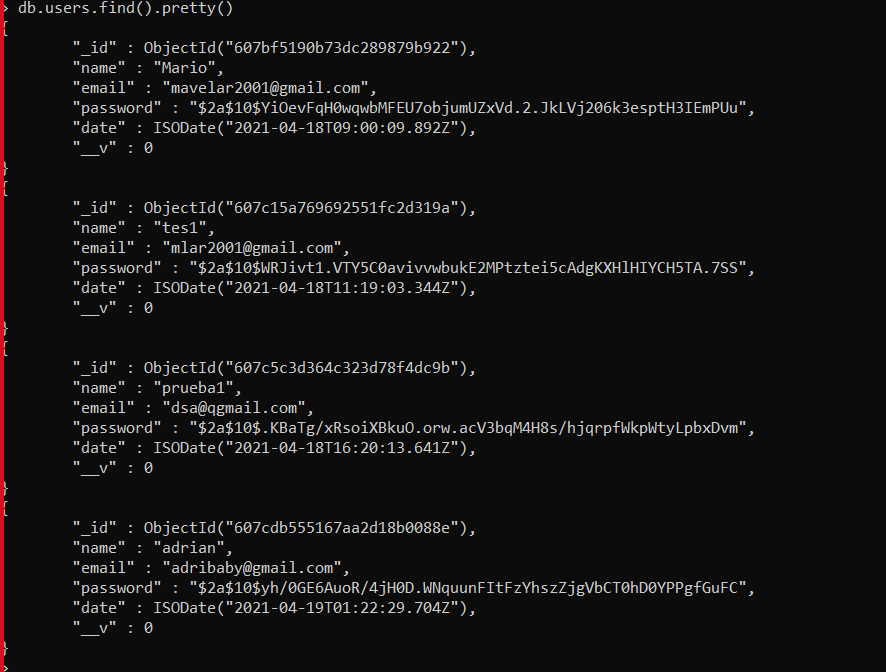 > db.users.find().pretty()
{
"_id" : ObjectId("607bf5190b73dc289879b922"),
"name" : "Mario",
"email" : "mavelar2001@gmail.com",
"password" : "$2a$10$YiOevFqH0wqwbMFEU7objumUZxVd.2.JkLVj206k3esptH3IEmPUu",
"date" : ISODate("2021-04-18T09:00:09.892Z"),
"__v" : 0
}
{
"_id" : ObjectId("607c15a769692551fc2d319a"),
"name" : "tes1",
"email" : "mlar2001@gmail.com",
"password" : "$2a$10$WRJivt1.VTY5C0avivvwbukE2MPtztei5cAdgKXHlHIYCH5TA.7SS",
"date" : ISODate("2021-04-18T11:19:03.344Z"),
"__v" : 0
}
{
"_id" : ObjectId("607c5c3d364c323d78f4dc9b"),
"name" : "prueba1",
"email" : "dsa@qgmail.com",
"password" : "$2a$10$.KBaTg/xRsoiXBkuO.orw.acV3bqM4H8s/hjqrpfWkpWtyLpbxDvm",
"date" : ISODate("2021-04-18T16:20:13.641Z"),
"__v" : 0
}
{
"_id" : ObjectId("607cdb555167aa2d18b0088e"),
"name" : "adrian",
"email" : "adribaby@gmail.com",
"password" : "$2a$10$yh/0GE6AuoR/4jH0D.WNquunFItFzYhszZjgVbCT0hD0YPPgfGuFC",
"date" : ISODate("2021-04-19T01:22:29.704Z"),
"__v" : 0
}
>